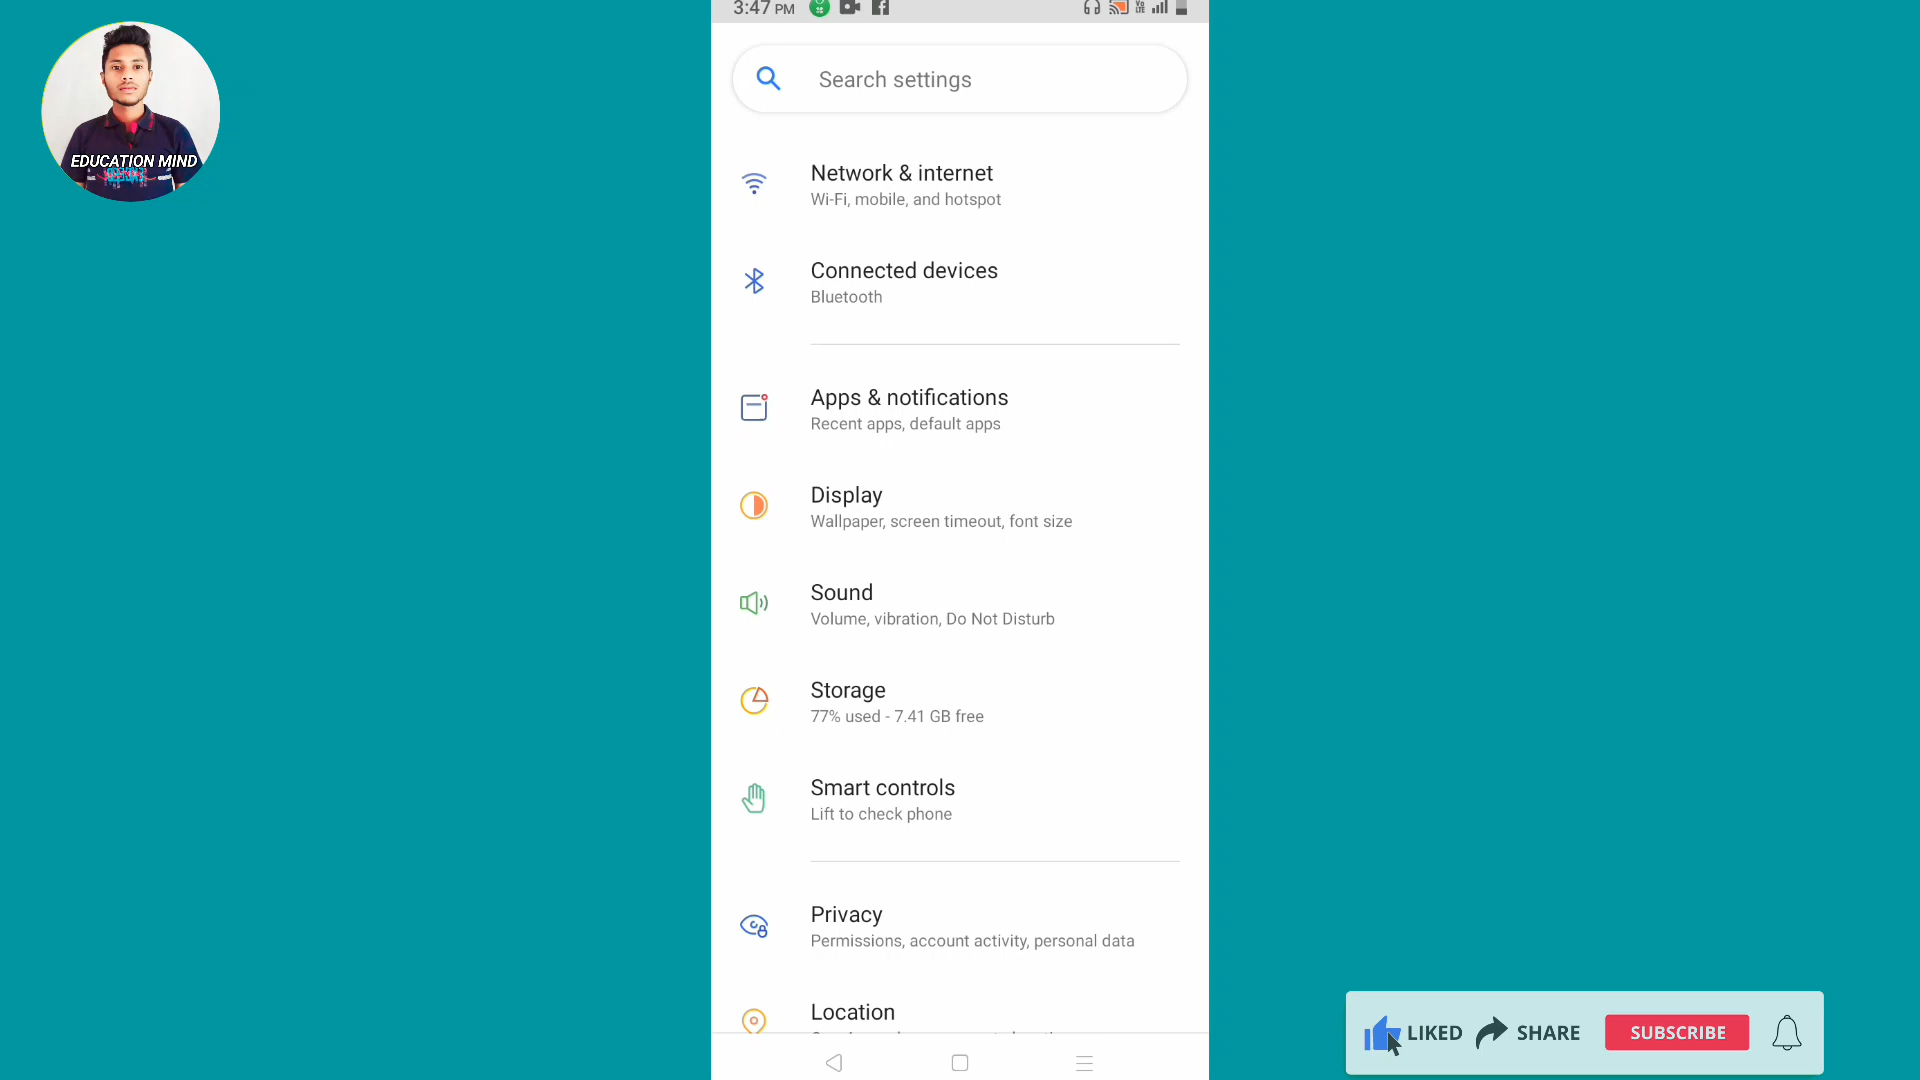 3:47 PM
EDUCATION MIND
Search settings
Network & internet
Wi-Fi, mobile, and hotspot
Connected devices
Bluetooth
Apps & notifications
Recent apps, default apps
Display
Wallpaper, screen timeout, font size
Sound
Volume, vibration, Do Not Disturb
Storage
77% used - 7.41 GB free
Smart controls
Lift to check phone
Privacy
Permissions, account activity, personal data
Location
LIKED SHARE SUBSCRIBE